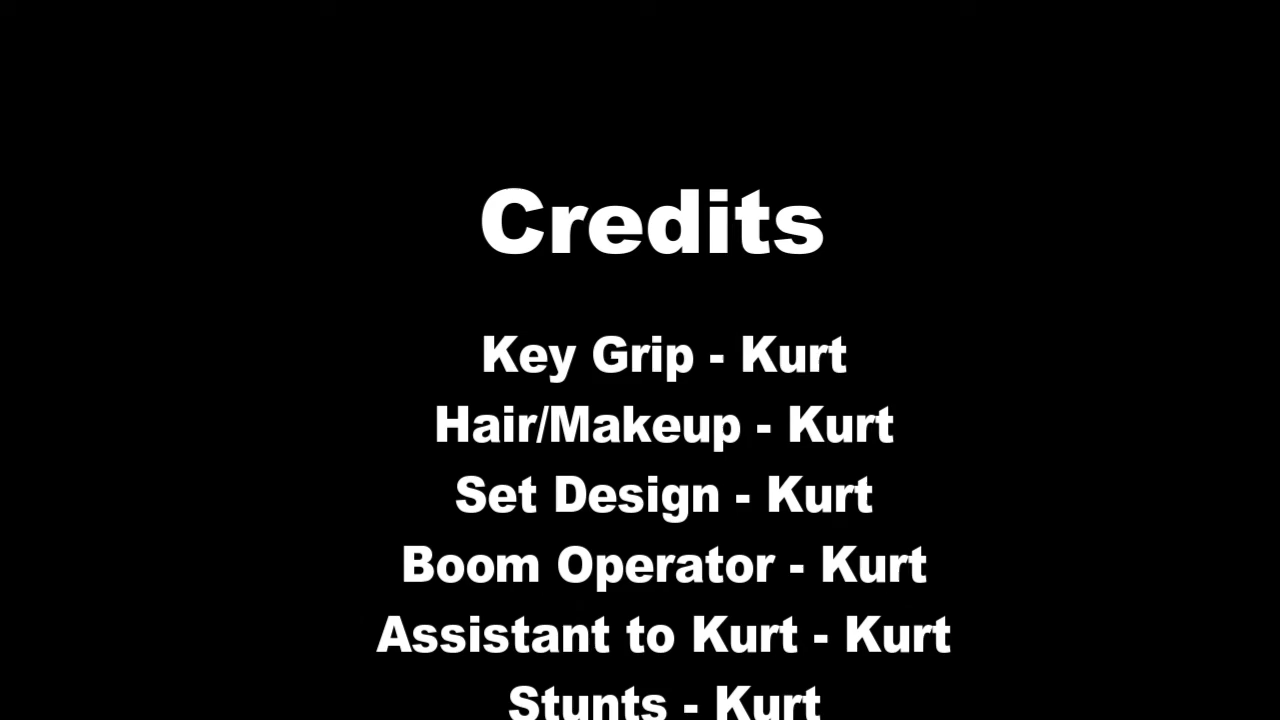 Credits
Key Grip - Kurt
Hair/Makeup - Kurt
Set Design - Kurt
Boom Operator - Kurt
Assistant to Kurt - Kurt
Stunts - Kurt